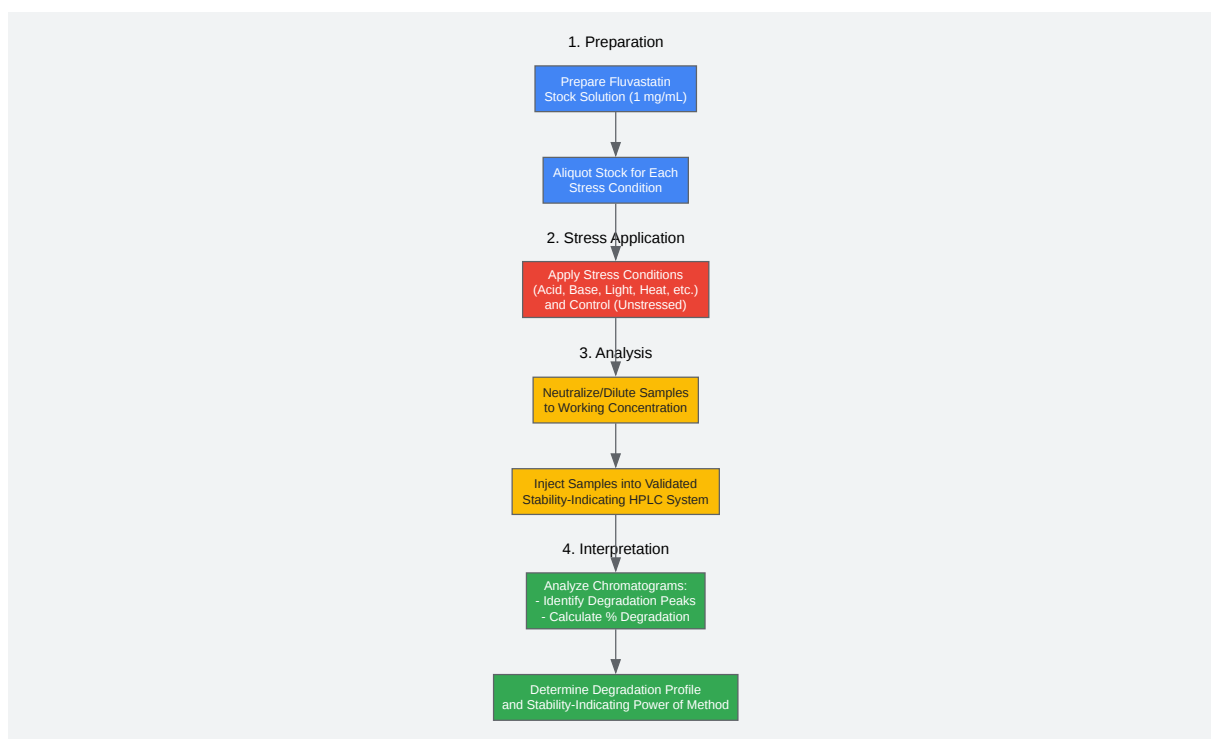 1. Preparation
Prepare Fluvastatin
Stock Solution (1 mg/mL)
Aliquot Stock for Each
Stress Condition
2. Stress Application
Apply Stress Conditions
(Acid, Base, Light, Heat, etc.)
and Control (Unstressed)
3. Analysis
Neutralize/Dilute Samples
to Working Concentration
Inject Samples into Validated
Stability-Indicating HPLC System
4. Interpretation
Analyze Chromatograms:
- Identify Degradation Peaks
- Calculate % Degradation
Determine Degradation Profile
and Stability-Indicating Power of Method